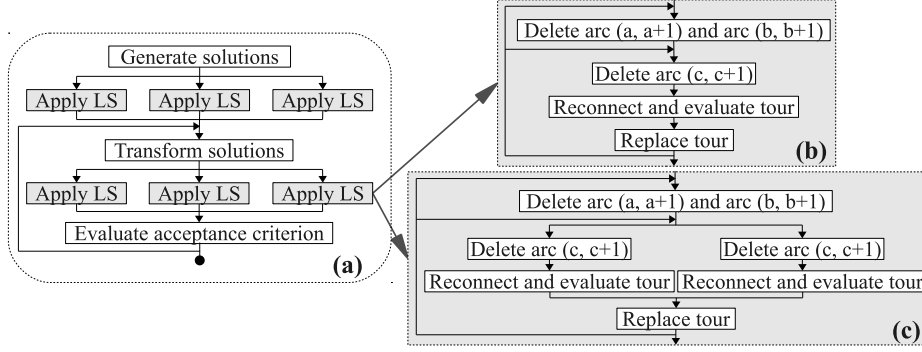 Generate solutions
Apply LS Apply LS Apply LS
Transform solutions
Apply LS Apply LS Apply LS
Evaluate acceptance criterion
(a)
Delete arc (a, a+1) and arc (b, b+1)
Delete arc (c, c+1)
Reconnect and evaluate tour
Replace tour
(b)
Delete arc (a, a+1) and arc (b, b+1)
Delete arc (c, c+1) Delete arc (c, c+1)
Reconnect and evaluate tour Reconnect and evaluate tour
Replace tour
(c)